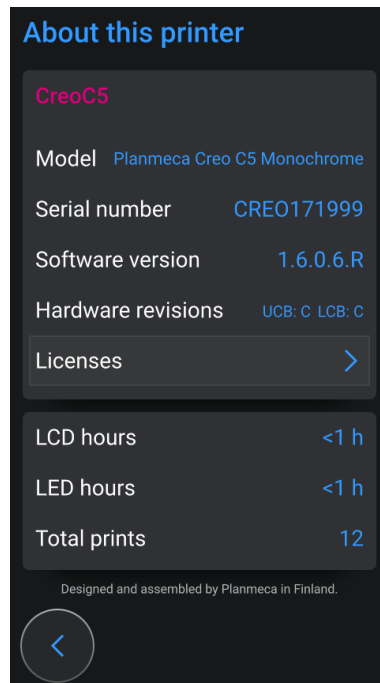 About this printer
CreoC5
Model Planmeca Creo C5 Monochrome
Serial number CREO171999
Software version 1.6.0.6.R
Hardware revisions UCB: C LCB: C
Licenses
LCD hours <1 h
LED hours <1 h
Total prints 12
Designed and assembled by Planmeca in Finland.